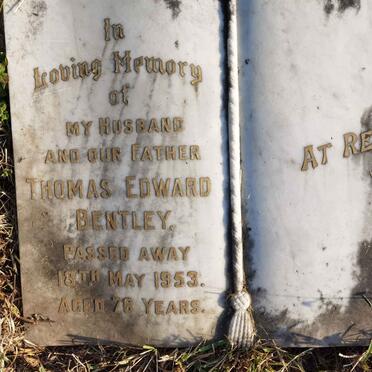 In
Loving Memory
of
MY HUSBAND
AND OUR FATHER
THOMAS EDWARD
BENTLEY,
PASSED AWAY
18TH MAY 1953.
AGED 78 YEARS.
AT RE